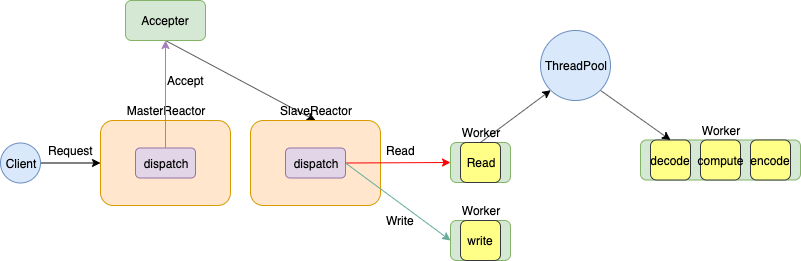 Accepter
ThreadPool
Accept
MasterReactor
SlaveReactor
Client
Request
dispatch
dispatch
Read
Worker
Read
Worker
decode
compute
encode
Write
Worker
write